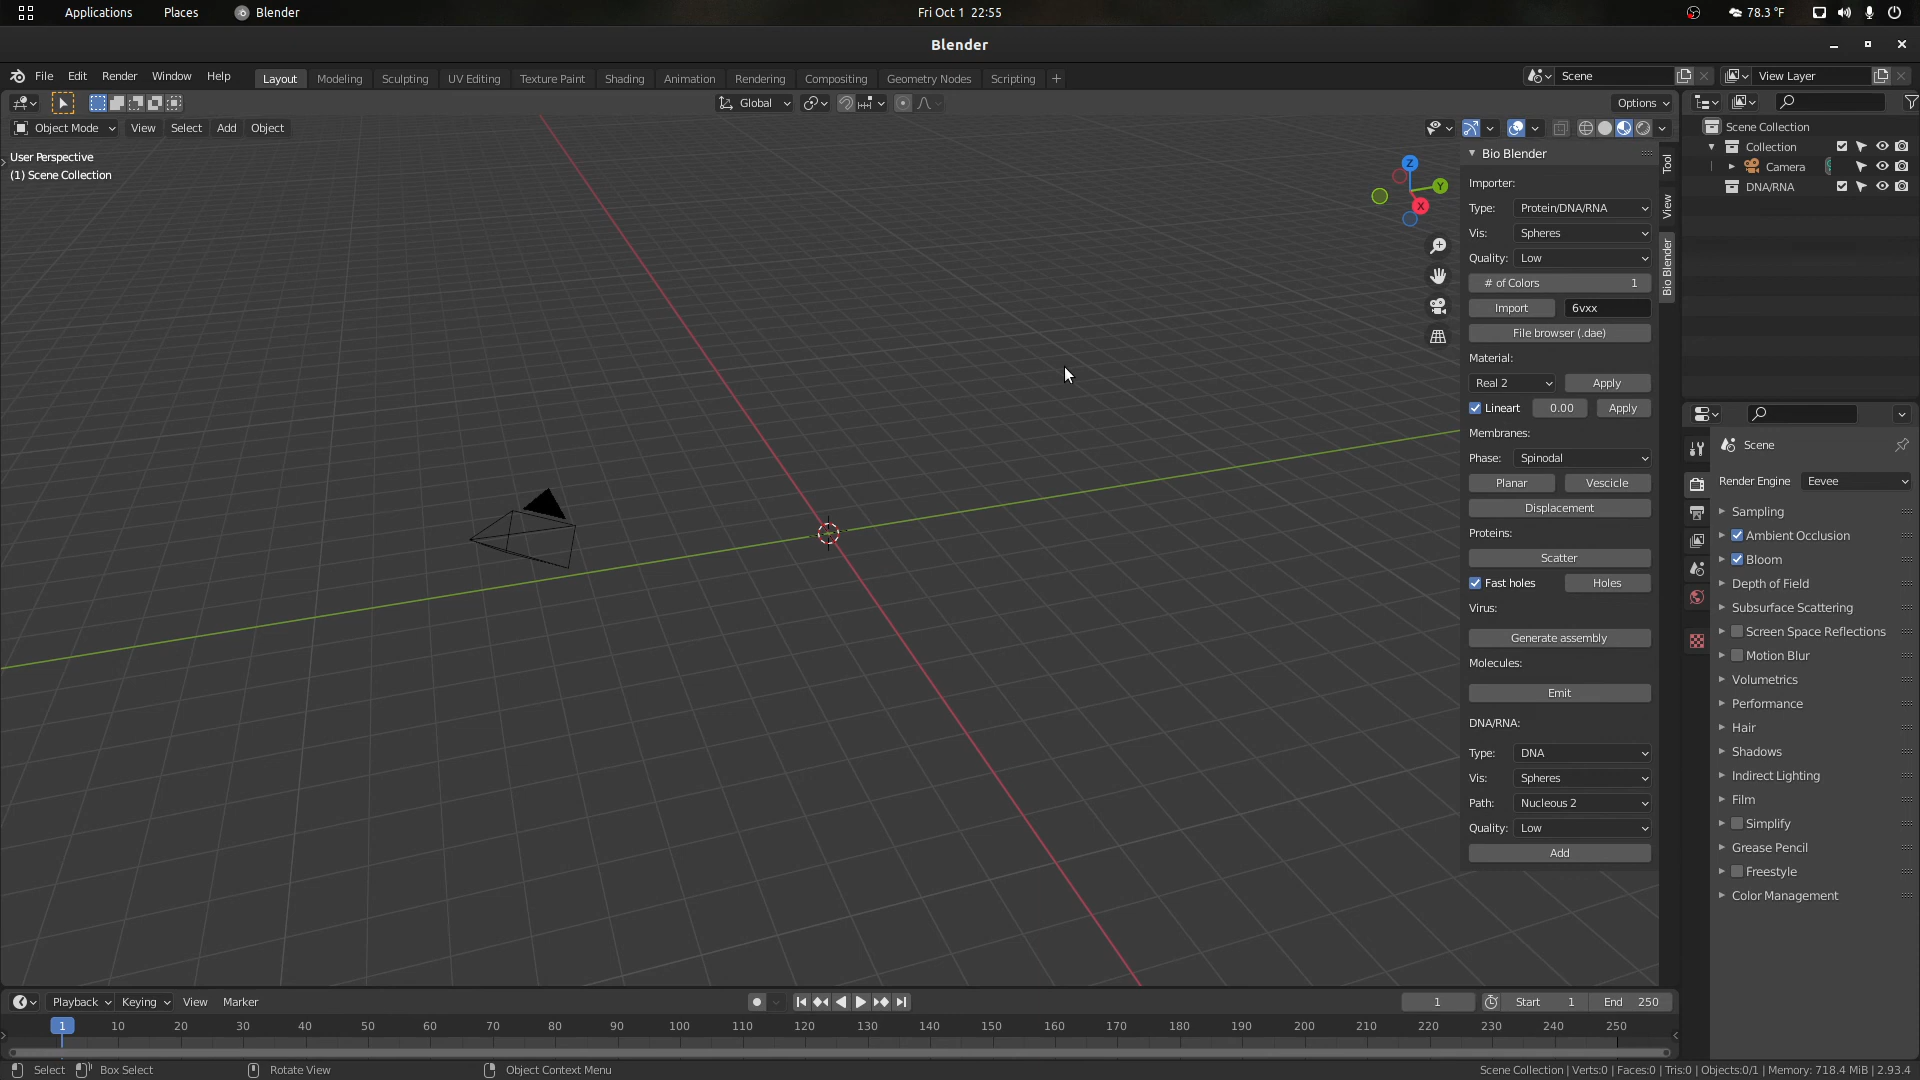 Applications Places Blender Fri Oct 1 22:55 78.3 °F
Blender
File Edit Render Window Help Layout Modeling Sculpting UV Editing Texture Paint Shading Animation Rendering Compositing Geometry Nodes Scripting + Scene View Layer
Global Options
Object Mode View Select Add Object
User Perspective
(1) Scene Collection
Z
Y
X
Bio Blender
Importer:
Type: Protein/DNA/RNA
Vis: Spheres
Quality: Low
# of Colors 1
Import 6vxx
File browser (.dae)
Material:
Real 2 Apply
Lineart 0.00 Apply
Membranes:
Phase: Spinodal
Planar Vescicle
Displacement
Proteins:
Scatter
Fast holes Holes
Virus:
Generate assembly
Molecules:
Emit
DNA/RNA:
Type: DNA
Vis: Spheres
Path: Nucleous 2
Quality: Low
Add
Tool
View
Bio Blender
Scene Collection
Collection
Camera
DNA/RNA
Scene
Render Engine Eevee
Sampling
Ambient Occlusion
Bloom
Depth of Field
Subsurface Scattering
Screen Space Reflections
Motion Blur
Volumetrics
Performance
Hair
Shadows
Indirect Lighting
Film
Simplify
Grease Pencil
Freestyle
Color Management
Playback Keying View Marker 1 Start 1 End 250
1 10 20 30 40 50 60 70 80 90 100 110 120 130 140 150 160 170 180 190 200 210 220 230 240 250
Select Box Select Rotate View Object Context Menu Scene Collection | Verts:0 | Faces:0 | Tris:0 | Objects:0/1 | Memory: 718.4 MiB | 2.93.4